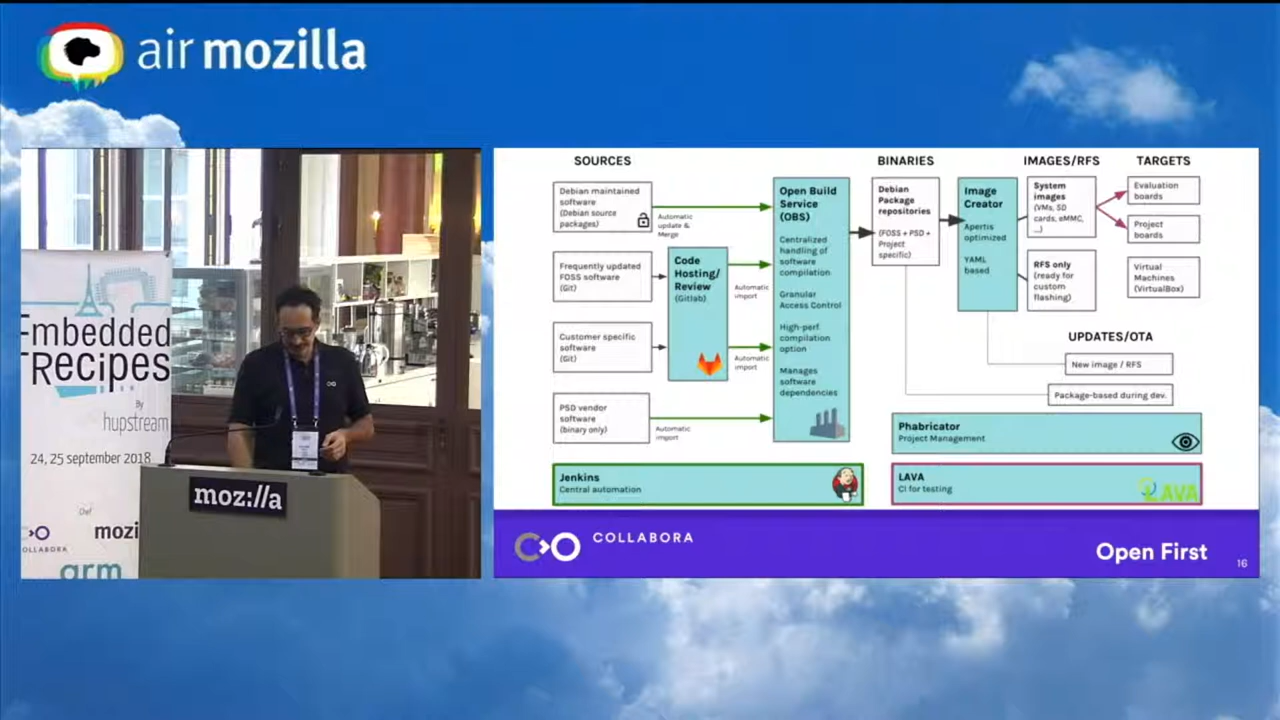 air mozilla
Embedded
Recipes
By
hupstream
24, 25 september 2018
Chef
COLLABORA
mozi
arm
moz://a
SOURCES
BINARIES
IMAGES/RFS
TARGETS
Debian maintained
software
(Debian source
packages)
Automatic
update &
Merge
Frequently updated
FOSS software
(Git)
Customer specific
software
(Git)
PSD vendor
software
(binary only)
Code
Hosting/
Review
(Gitlab)
Automatic
import
Automatic
import
Automatic
import
Open Build
Service
(OBS)
Centralized
handling of
software
compilation
Granular
Access Control
High-perf
compilation
option
Manages
software
dependencies
Debian
Package
repositories
(FOSS + PSD +
Project
specific)
Image
Creator
Apertis
optimized
YAML
based
System
images
(VMs, SD
cards, eMMC,
...)
RFS only
(ready for
custom
flashing)
Evaluation
boards
Project
boards
Virtual
Machines
(VirtualBox)
UPDATES/OTA
New image / RFS
Package-based during dev.
Phabricator
Project Management
Jenkins
Central automation
LAVA
CI for testing
LAVA
COLLABORA
Open First
16